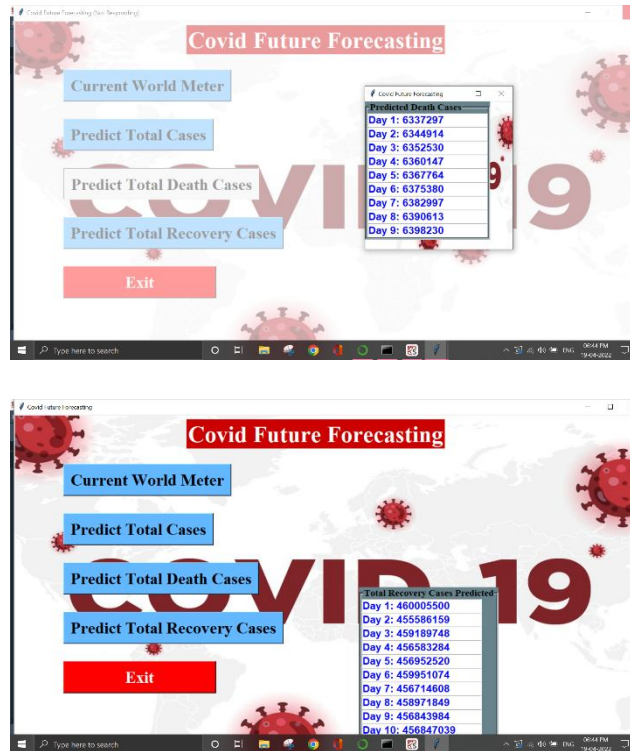 Covid Future Forecasting (Not Responding)
Covid Future Forecasting
Current World Meter
Predict Total Cases
Predict Total Death Cases
Predict Total Recovery Cases
Exit
COVID-19
Covid Future Forecasting
Predicted Death Cases
Day 1: 6337297
Day 2: 6344914
Day 3: 6352530
Day 4: 6360147
Day 5: 6367764
Day 6: 6375380
Day 7: 6382997
Day 8: 6390613
Day 9: 6398230
Type here to search
ENG
06:44 PM
19-04-2022
Covid Future Forecasting
Covid Future Forecasting
Current World Meter
Predict Total Cases
Predict Total Death Cases
Predict Total Recovery Cases
Exit
COVID-19
Total Recovery Cases Predicted
Day 1: 460005500
Day 2: 455586159
Day 3: 459189748
Day 4: 456583284
Day 5: 456952520
Day 6: 459951074
Day 7: 456714608
Day 8: 458971849
Day 9: 456843984
Day 10: 456847039
Type here to search
ENG
06:44 PM
19-04-2022